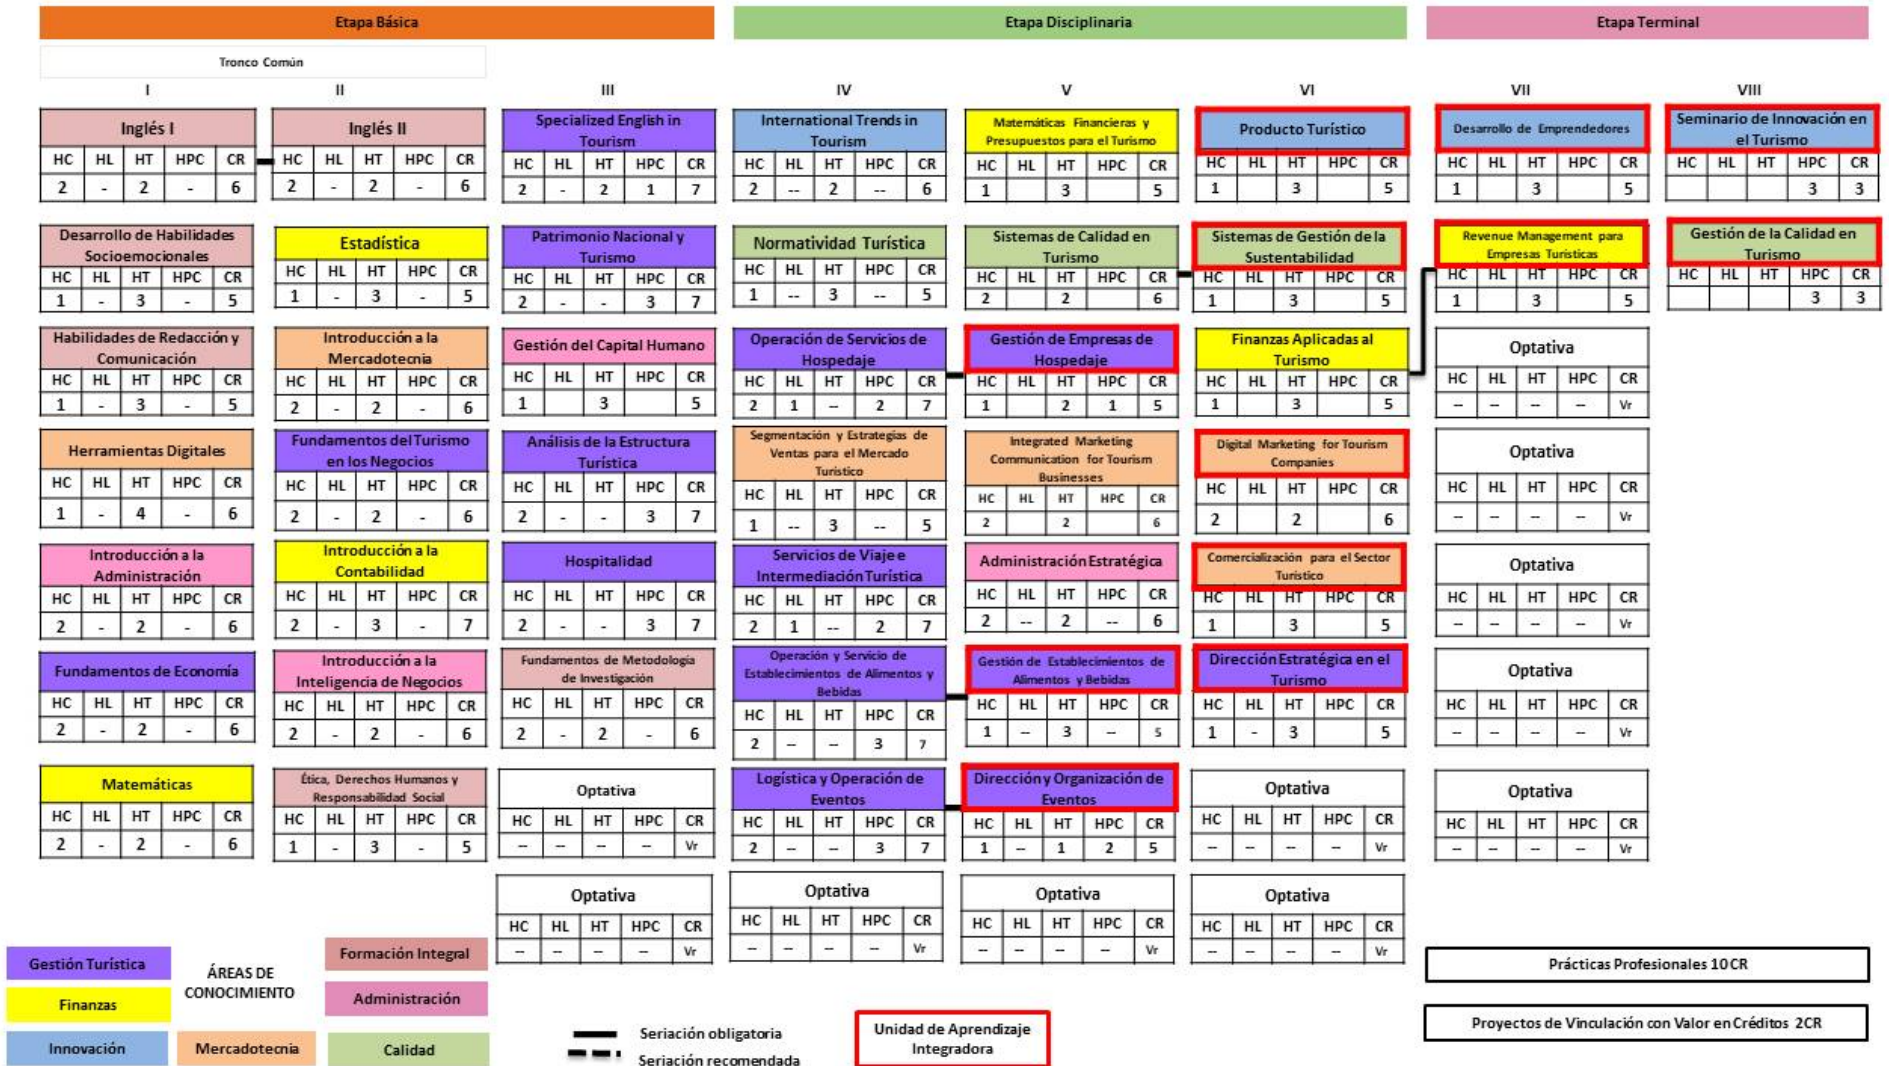 Etapa Básica
Etapa Disciplinaria
Etapa Terminal
Tronco Común
I
II
III
IV
V
VI
VII
VIII
Inglés I
HC HL HT HPC CR
2 - 2 - 6
Desarrollo de Habilidades
Socioemocionales
HC HL HT HPC CR
1 - 3 - 5
Habilidades de Redacción y
Comunicación
HC HL HT HPC CR
1 - 3 - 5
Herramientas Digitales
HC HL HT HPC CR
1 - 4 - 6
Introducción a la
Administración
HC HL HT HPC CR
2 - 2 - 6
Fundamentos de Economía
HC HL HT HPC CR
2 - 2 - 6
Matemáticas
HC HL HT HPC CR
2 - 2 - 6
Inglés II
HC HL HT HPC CR
2 - 2 - 6
Estadística
HC HL HT HPC CR
1 - 3 - 5
Introducción a la
Mercadotecnia
HC HL HT HPC CR
2 - 2 - 6
Fundamentos del Turismo
en los Negocios
HC HL HT HPC CR
2 - 2 - 6
Introducción a la
Contabilidad
HC HL HT HPC CR
2 - 3 - 7
Introducción a la
Inteligencia de Negocios
HC HL HT HPC CR
2 - 2 - 6
Ética, Derechos Humanos y
Responsabilidad Social
HC HL HT HPC CR
1 - 3 - 5
Specialized English in
Tourism
HC HL HT HPC CR
2 - 2 1 7
Patrimonio Nacional y
Turismo
HC HL HT HPC CR
2 - - 3 7
Gestión del Capital Humano
HC HL HT HPC CR
1 3 5
Análisis de la Estructura
Turística
HC HL HT HPC CR
2 - - 3 7
Hospitalidad
HC HL HT HPC CR
2 - - 3 7
Fundamentos de Metodología
de Investigación
HC HL HT HPC CR
2 - 2 - 6
Optativa
HC HL HT HPC CR
-- -- -- -- Vr
Optativa
HC HL HT HPC CR
-- -- -- -- Vr
International Trends in
Tourism
HC HL HT HPC CR
2 -- 2 -- 6
Normatividad Turística
HC HL HT HPC CR
1 -- 3 -- 5
Operación de Servicios de
Hospedaje
HC HL HT HPC CR
2 1 -- 2 7
Segmentación y Estrategias de
Ventas para el Mercado
Turístico
HC HL HT HPC CR
1 -- 3 -- 5
Servicios de Viaje e
Intermediación Turística
HC HL HT HPC CR
2 1 -- 2 7
Operación y Servicio de
Establecimientos de Alimentos y
Bebidas
HC HL HT HPC CR
2 -- -- 3 7
Logística y Operación de
Eventos
HC HL HT HPC CR
2 -- -- 3 7
Optativa
HC HL HT HPC CR
-- -- -- -- Vr
Matemáticas Financieras y
Presupuestos para el Turismo
HC HL HT HPC CR
1 3 5
Sistemas de Calidad en
Turismo
HC HL HT HPC CR
2 2 6
Gestión de Empresas de
Hospedaje
HC HL HT HPC CR
1 2 1 5
Integrated Marketing
Communication for Tourism
Businesses
HC HL HT HPC CR
2 2 6
Administración Estratégica
HC HL HT HPC CR
2 -- 2 -- 6
Gestión de Establecimientos de
Alimentos y Bebidas
HC HL HT HPC CR
1 -- 3 -- 5
Dirección y Organización de
Eventos
HC HL HT HPC CR
1 -- 1 2 5
Optativa
HC HL HT HPC CR
-- -- -- -- Vr
Producto Turístico
HC HL HT HPC CR
1 3 5
Sistemas de Gestión de la
Sustentabilidad
HC HL HT HPC CR
1 3 5
Finanzas Aplicadas al
Turismo
HC HL HT HPC CR
1 3 5
Digital Marketing for Tourism
Companies
HC HL HT HPC CR
2 2 6
Comercialización para el Sector
Turístico
HC HL HT HPC CR
1 3 5
Dirección Estratégica en el
Turismo
HC HL HT HPC CR
1 - 3 5
Optativa
HC HL HT HPC CR
-- -- -- -- Vr
Optativa
HC HL HT HPC CR
-- -- -- -- Vr
Desarrollo de Emprendedores
HC HL HT HPC CR
1 3 5
Revenue Management para
Empresas Turísticas
HC HL HT HPC CR
1 3 5
Optativa
HC HL HT HPC CR
-- -- -- -- Vr
Optativa
HC HL HT HPC CR
-- -- -- -- Vr
Optativa
HC HL HT HPC CR
-- -- -- -- Vr
Optativa
HC HL HT HPC CR
-- -- -- -- Vr
Optativa
HC HL HT HPC CR
-- -- -- -- Vr
Seminario de Innovación en
el Turismo
HC HL HT HPC CR
3 3
Gestión de la Calidad en
Turismo
HC HL HT HPC CR
3 3
Gestión Turística
Finanzas
Innovación
ÁREAS DE
CONOCIMIENTO
Mercadotecnia
Formación Integral
Administración
Calidad
Seriación obligatoria
Seriación recomendada
Unidad de Aprendizaje
Integradora
Prácticas Profesionales 10 CR
Proyectos de Vinculación con Valor en Créditos 2CR